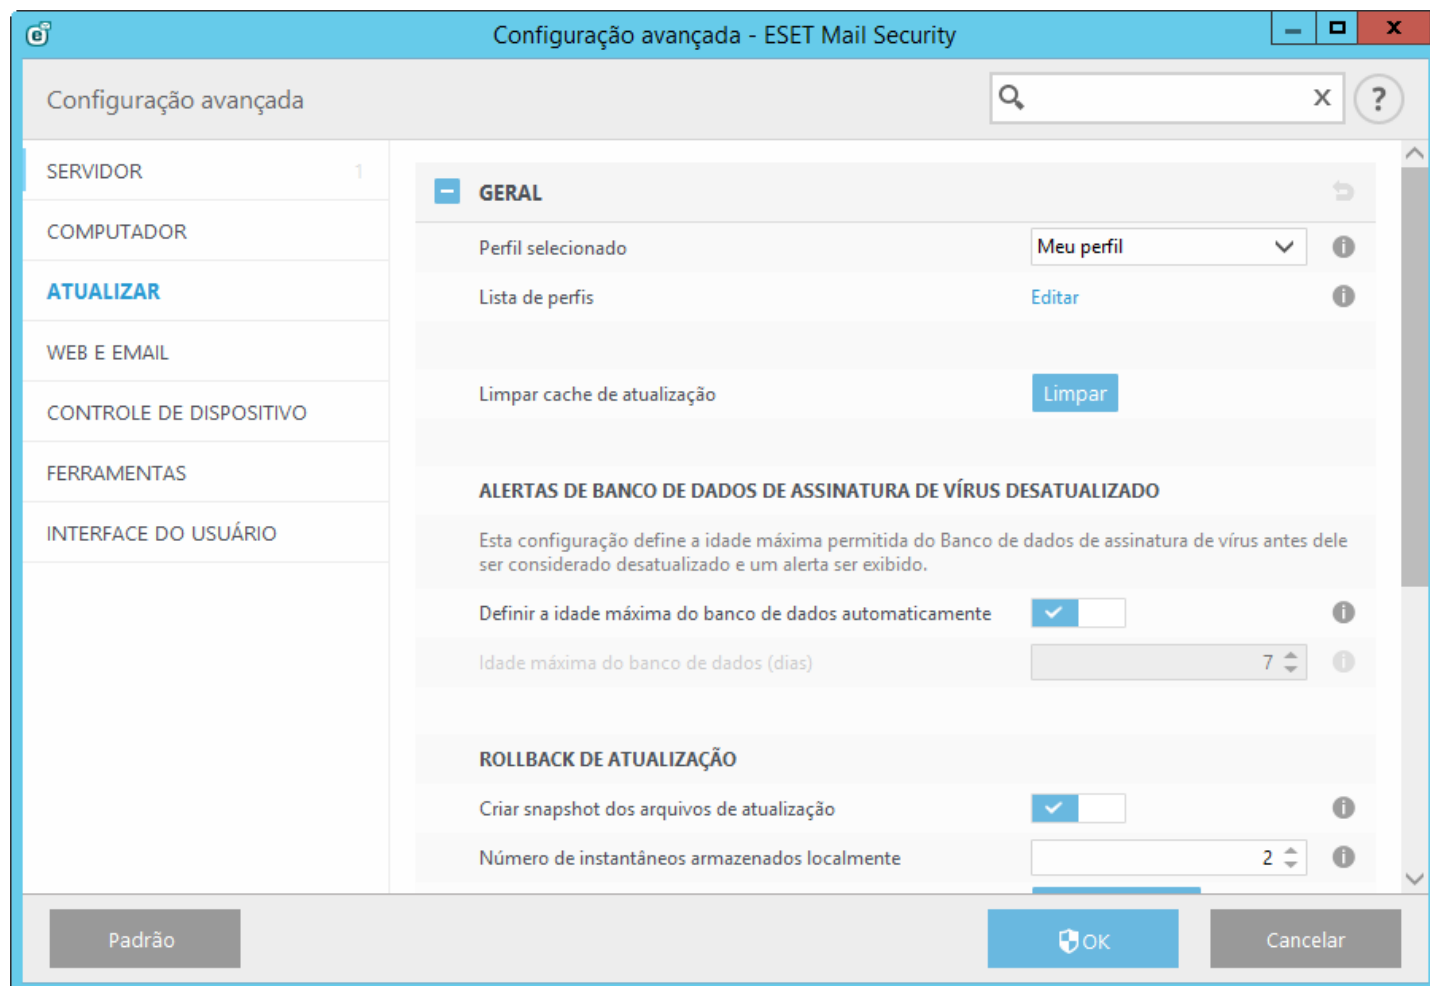 Configuração avançada - ESET Mail Security
Configuração avançada
SERVIDOR 1
COMPUTADOR
ATUALIZAR
WEB E EMAIL
CONTROLE DE DISPOSITIVO
FERRAMENTAS
INTERFACE DO USUÁRIO
GERAL
Perfil selecionado Meu perfil
Lista de perfis Editar
Limpar cache de atualização Limpar
ALERTAS DE BANCO DE DADOS DE ASSINATURA DE VÍRUS DESATUALIZADO
Esta configuração define a idade máxima permitida do Banco de dados de assinatura de vírus antes dele
ser considerado desatualizado e um alerta ser exibido.
Definir a idade máxima do banco de dados automaticamente
Idade máxima do banco de dados (dias) 7
ROLLBACK DE ATUALIZAÇÃO
Criar snapshot dos arquivos de atualização
Número de instantâneos armazenados localmente 2
Padrão OK Cancelar